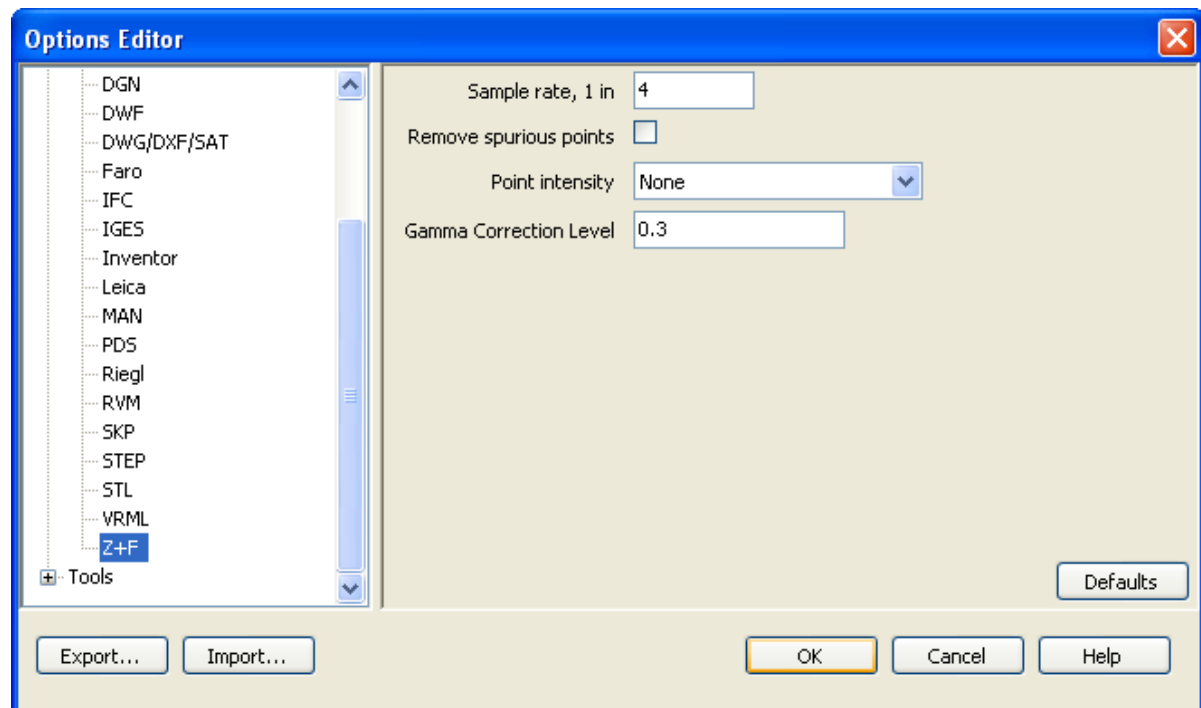 Options Editor
DGN
DWF
DWG/DXF/SAT
Faro
IFC
IGES
Inventor
Leica
MAN
PDS
Riegl
RVM
SKP
STEP
STL
VRML
Z+F
Tools
Sample rate, 1 in 4
Remove spurious points
Point intensity None
Gamma Correction Level 0.3
Defaults
Export... Import... OK Cancel Help